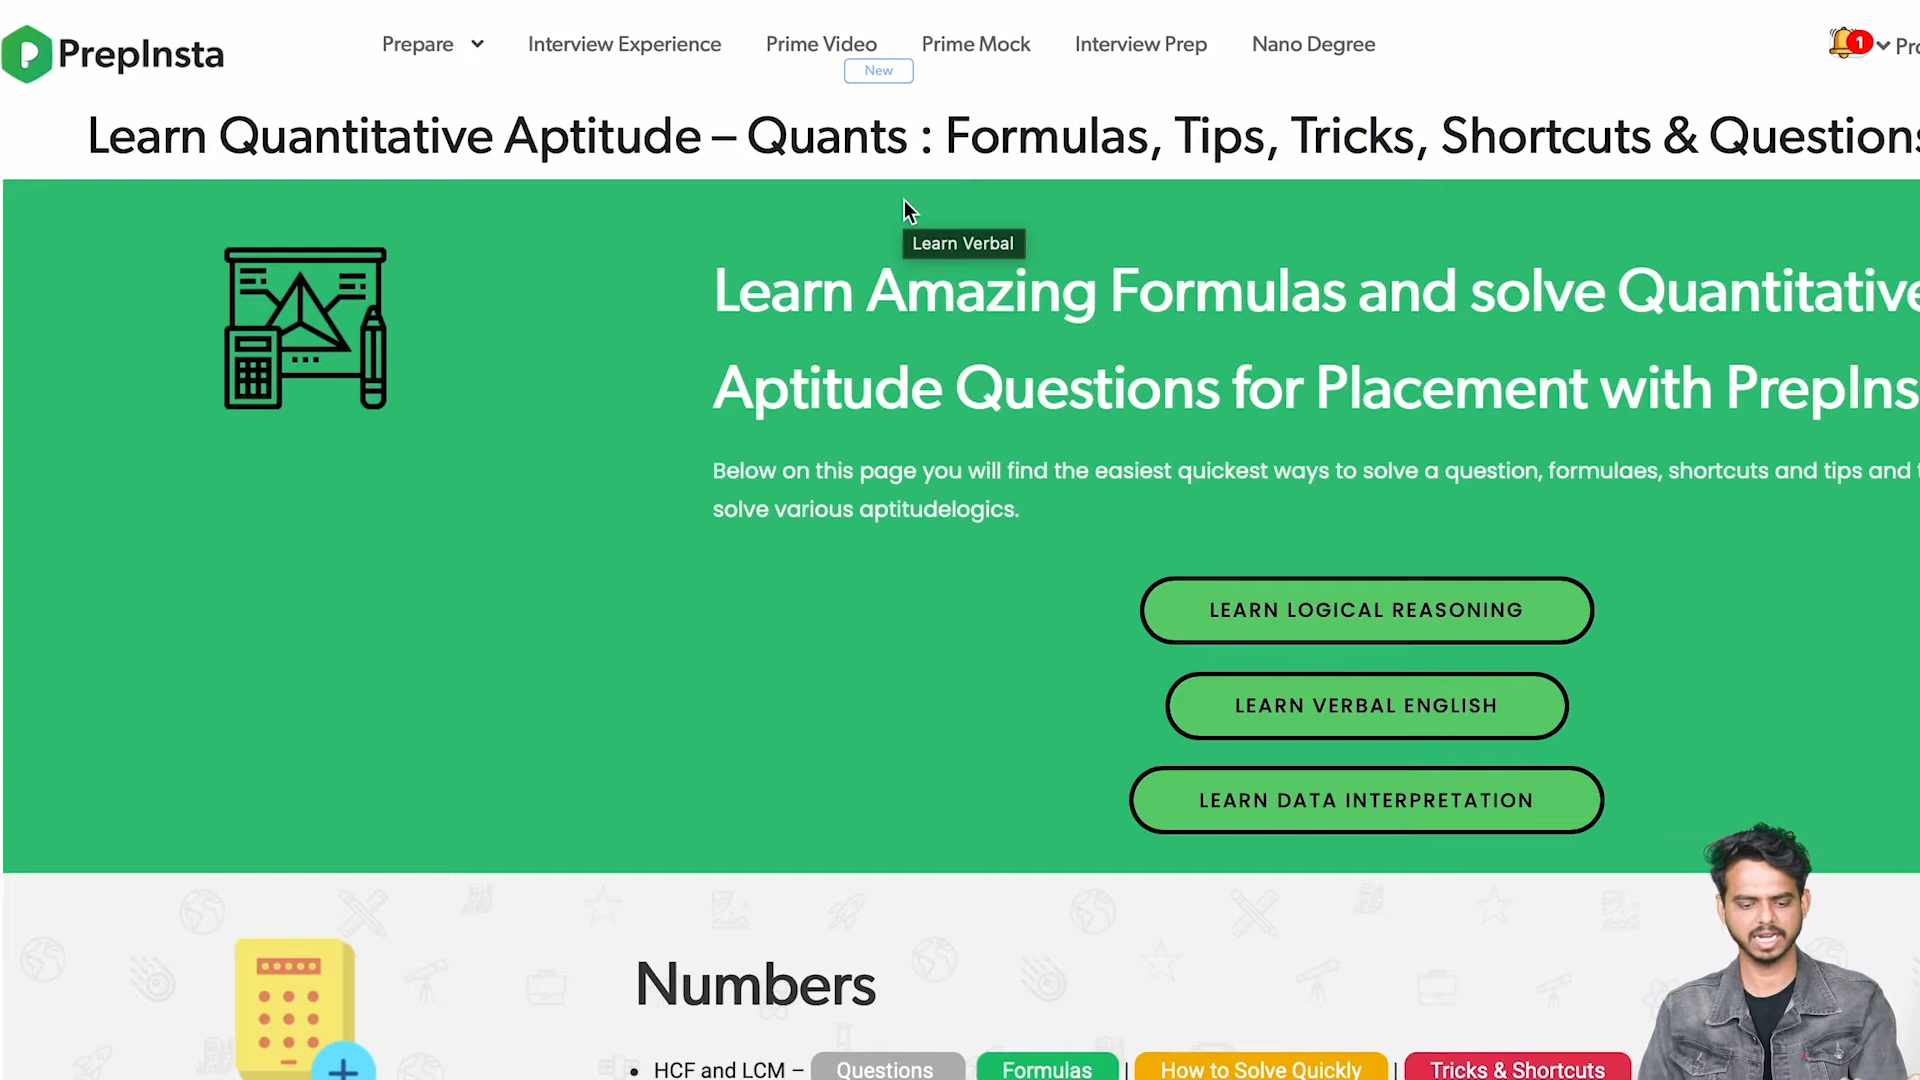 PrepInsta
Prepare
Interview Experience
Prime Video
New
Prime Mock
Interview Prep
Nano Degree
1
Learn Quantitative Aptitude – Quants : Formulas, Tips, Tricks, Shortcuts & Questions
Learn Verbal
Learn Amazing Formulas and solve Quantitative
Aptitude Questions for Placement with PrepIns
Below on this page you will find the easiest quickest ways to solve a question, formulaes, shortcuts and tips and
solve various aptitudelogics.
LEARN LOGICAL REASONING
LEARN VERBAL ENGLISH
LEARN DATA INTERPRETATION
Numbers
• HCF and LCM – Questions Formulas | How to Solve Quickly | Tricks & Shortcuts